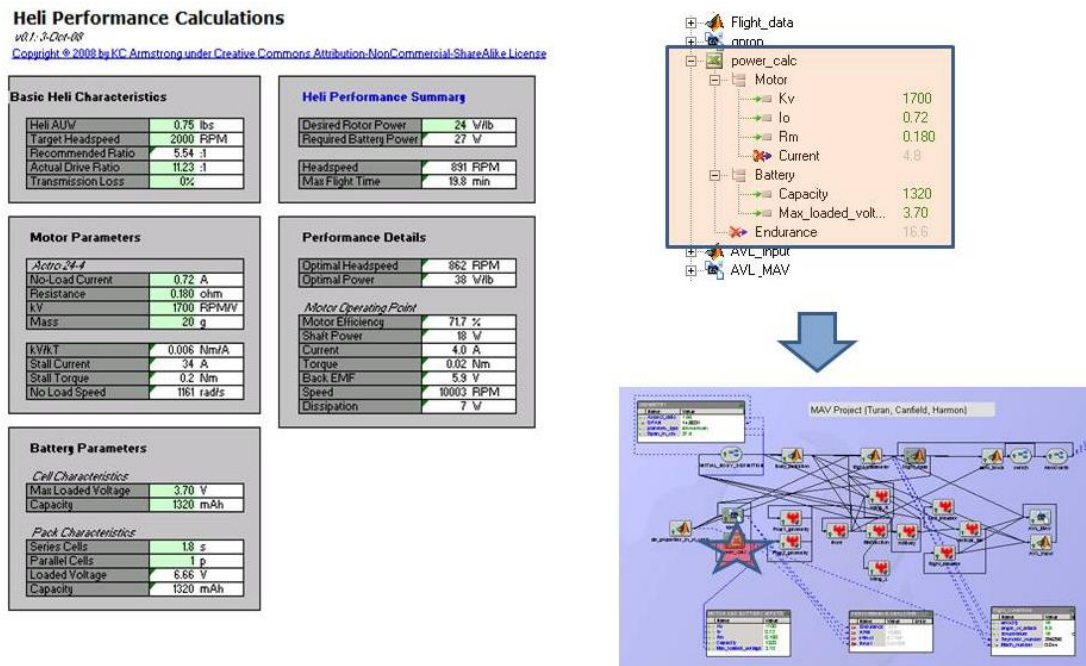 Heli Performance Calculations
v0.1: 3-Oct-08
Copyright © 2008 by KC Armstrong under Creative Commons Attribution-NonCommercial-ShareAlike License
Basic Heli Characteristics
Heli AUW 0.75 lbs
Target Headspeed 2000 RPM
Recommended Ratio 5.54 :1
Actual Drive Ratio 11.23 :1
Transmission Loss 0%
Heli Performance Summary
Desired Rotor Power 24 W/lb
Required Battery Power 27 W
Headspeed 891 RPM
Max Flight Time 19.8 min
Motor Parameters
Actro 24-4
No-Load Current 0.72 A
Resistance 0.180 ohm
kV 1700 RPM/V
Mass 20 g
kV/kT 0.006 Nm/A
Stall Current 34 A
Stall Torque 0.2 Nm
No Load Speed 1161 rad/s
Performance Details
Optimal Headspeed 862 RPM
Optimal Power 38 W/lb
Motor Operating Point
Motor Efficiency 71.7 %
Shaft Power 18 W
Current 4.0 A
Torque 0.02 Nm
Back EMF 5.9 V
Speed 10003 RPM
Dissipation 7 W
Battery Parameters
Cell Characteristics
Max Loaded Voltage 3.70 V
Capacity 1320 mAh
Pack Characteristics
Series Cells 1.8 s
Parallel Cells 1 p
Loaded Voltage 6.66 V
Capacity 1320 mAh
Flight_data
qprop
power_calc
Motor
Kv 1700
Io 0.72
Rm 0.180
Current 4.8
Battery
Capacity 1320
Max_loaded_volt... 3.70
Endurance 16.6
AVL_Input
AVL_MAV
MAV Project (Turan, Canfield, Harmon)